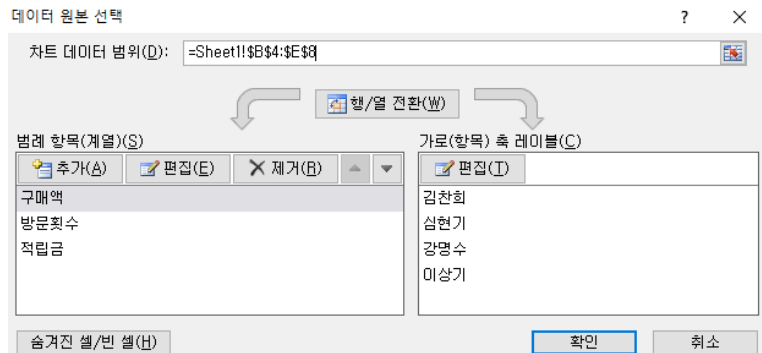 데이터 원본 선택 ? ×
차트 데이터 범위(D): =Sheet1!$B$4:$E$8
행/열 전환(W)
범례 항목(계열)(S) 가로(항목) 축 레이블(C)
추가(A) 편집(E) 제거(R) 편집(T)
구매액 김찬희
방문횟수 심현기
적립금 강명수
이상기
숨겨진 셀/빈 셀(H) 확인 취소